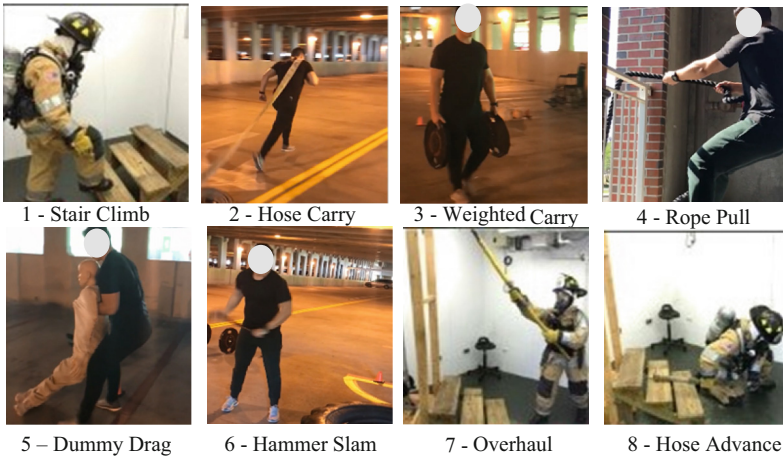 1 - Stair Climb
2 - Hose Carry
3 - Weighted Carry
4 - Rope Pull
5 – Dummy Drag
6 - Hammer Slam
7 - Overhaul
8 - Hose Advance